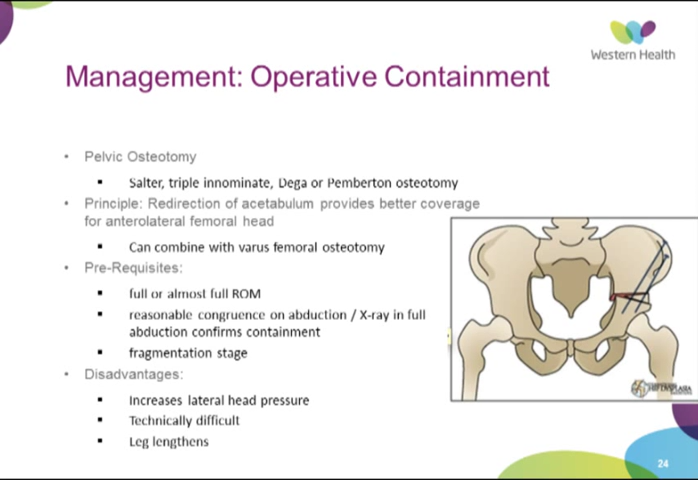 Western Health
Management: Operative Containment
• Pelvic Osteotomy
▪ Salter, triple innominate, Dega or Pemberton osteotomy
• Principle: Redirection of acetabulum provides better coverage
for anterolateral femoral head
▪ Can combine with varus femoral osteotomy
• Pre-Requisites:
▪ full or almost full ROM
▪ reasonable congruence on abduction / X-ray in full
abduction confirms containment
▪ fragmentation stage
• Disadvantages:
▪ Increases lateral head pressure
▪ Technically difficult
▪ Leg lengthens
24